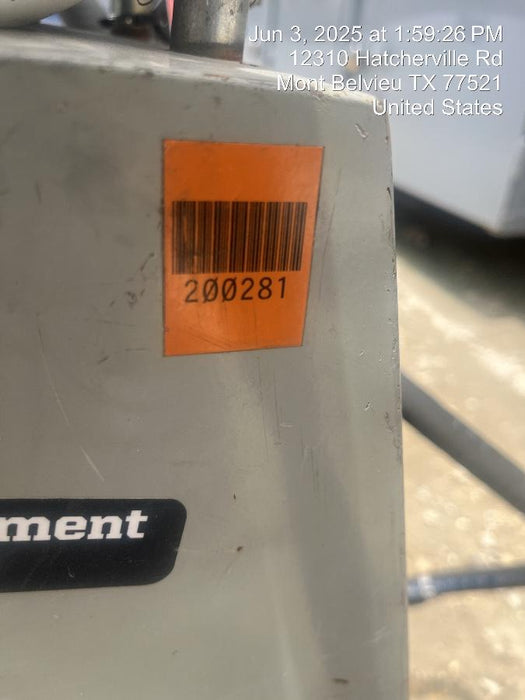 Jun 3, 2025 at 1:59:26 PM
12310 Hatcherville Rd
Mont Belvieu TX 77521
United States
200281
ment